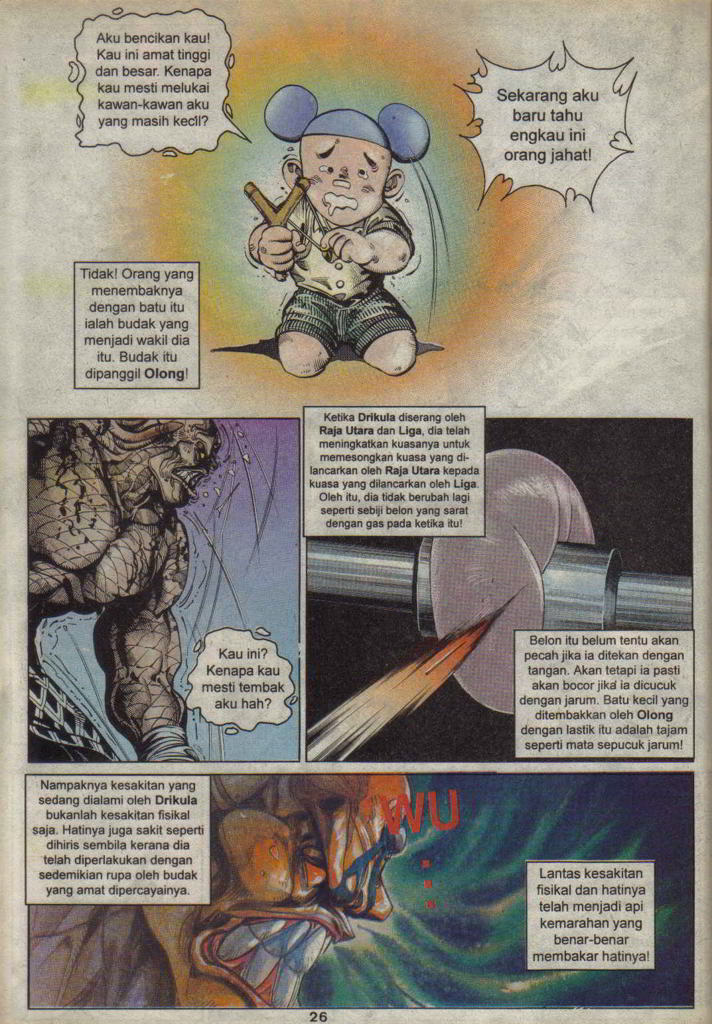 Aku bencikan kau!
Kau ini amat tinggi
dan besar. Kenapa
kau mesti melukai
kawan-kawan aku
yang masih kecil?
Sekarang aku
baru tahu
engkau ini
orang jahat!
Tidak! Orang yang
menembaknya
dengan batu itu
ialah budak yang
menjadi wakil dia
itu. Budak itu
dipanggil Olong!
Ketika Drikula diserang oleh
Raja Utara dan Liga, dia telah
meningkatkan kuasanya untuk
memesongkan kuasa yang di-
lancarkan oleh Raja Utara kepada
kuasa yang dilancarkan oleh Liga.
Oleh itu, dia tidak berubah lagi
seperti sebiji belon yang sarat
dengan gas pada ketika itu!
Kau ini?
Kenapa kau
mesti tembak
aku hah?
Belon itu belum tentu akan
pecah jika ia ditekan dengan
tangan. Akan tetapi ia pasti
akan bocor jika ia dicucuk
dengan jarum. Batu kecil yang
ditembakkan oleh Olong
dengan lastik itu adalah tajam
seperti mata sepucuk jarum!
Nampaknya kesakitan yang
sedang dialami oleh Drikula
bukanlah kesakitan fisikal
saja. Hatinya juga sakit seperti
dihiris sembila kerana dia
telah diperlakukan dengan
sedemikian rupa oleh budak
yang amat dipercayainya.
WU
...
Lantas kesakitan
fisikal dan hatinya
telah menjadi api
kemarahan yang
benar-benar
membakar hatinya!
26